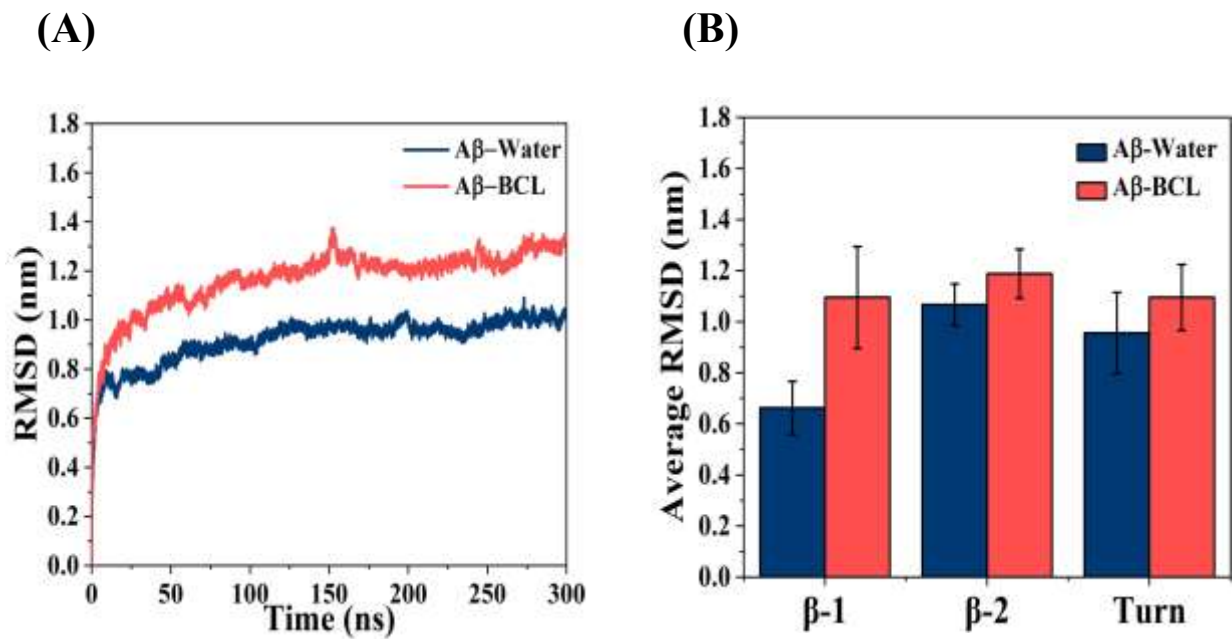 (A)
(B)
RMSD (nm)
1.8
1.6
1.4
1.2
1.0
0.8
0.6
0.4
0.2
0.0
Aβ–Water
Aβ–BCL
0 50 100 150 200 250 300
Time (ns)
Average RMSD (nm)
1.8
1.6
1.4
1.2
1.0
0.8
0.6
0.4
0.2
0.0
Aβ-Water
Aβ-BCL
β-1 β-2 Turn